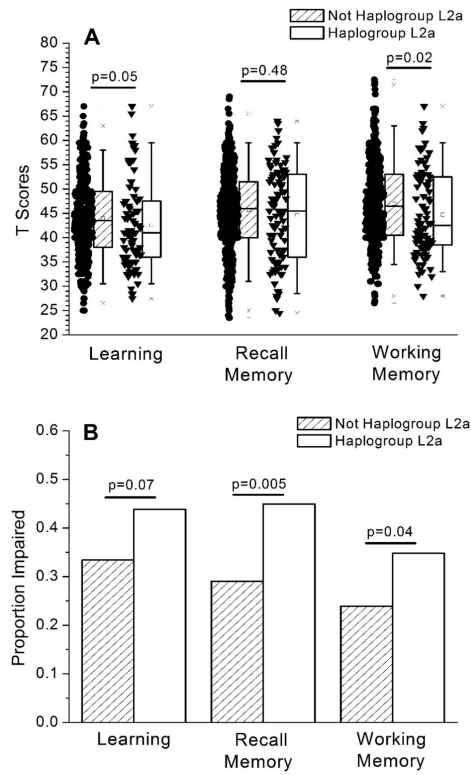 A
Not Haplogroup L2a
Haplogroup L2a
p=0.05
p=0.48
p=0.02
80
75
70
65
60
55
50
45
40
35
30
25
20
T Scores
Learning
Recall
Memory
Working
Memory
B
Not Haplogroup L2a
Haplogroup L2a
p=0.07
p=0.005
p=0.04
0.6
0.5
0.4
0.3
0.2
0.1
0.0
Proportion Impaired
Learning
Recall
Memory
Working
Memory